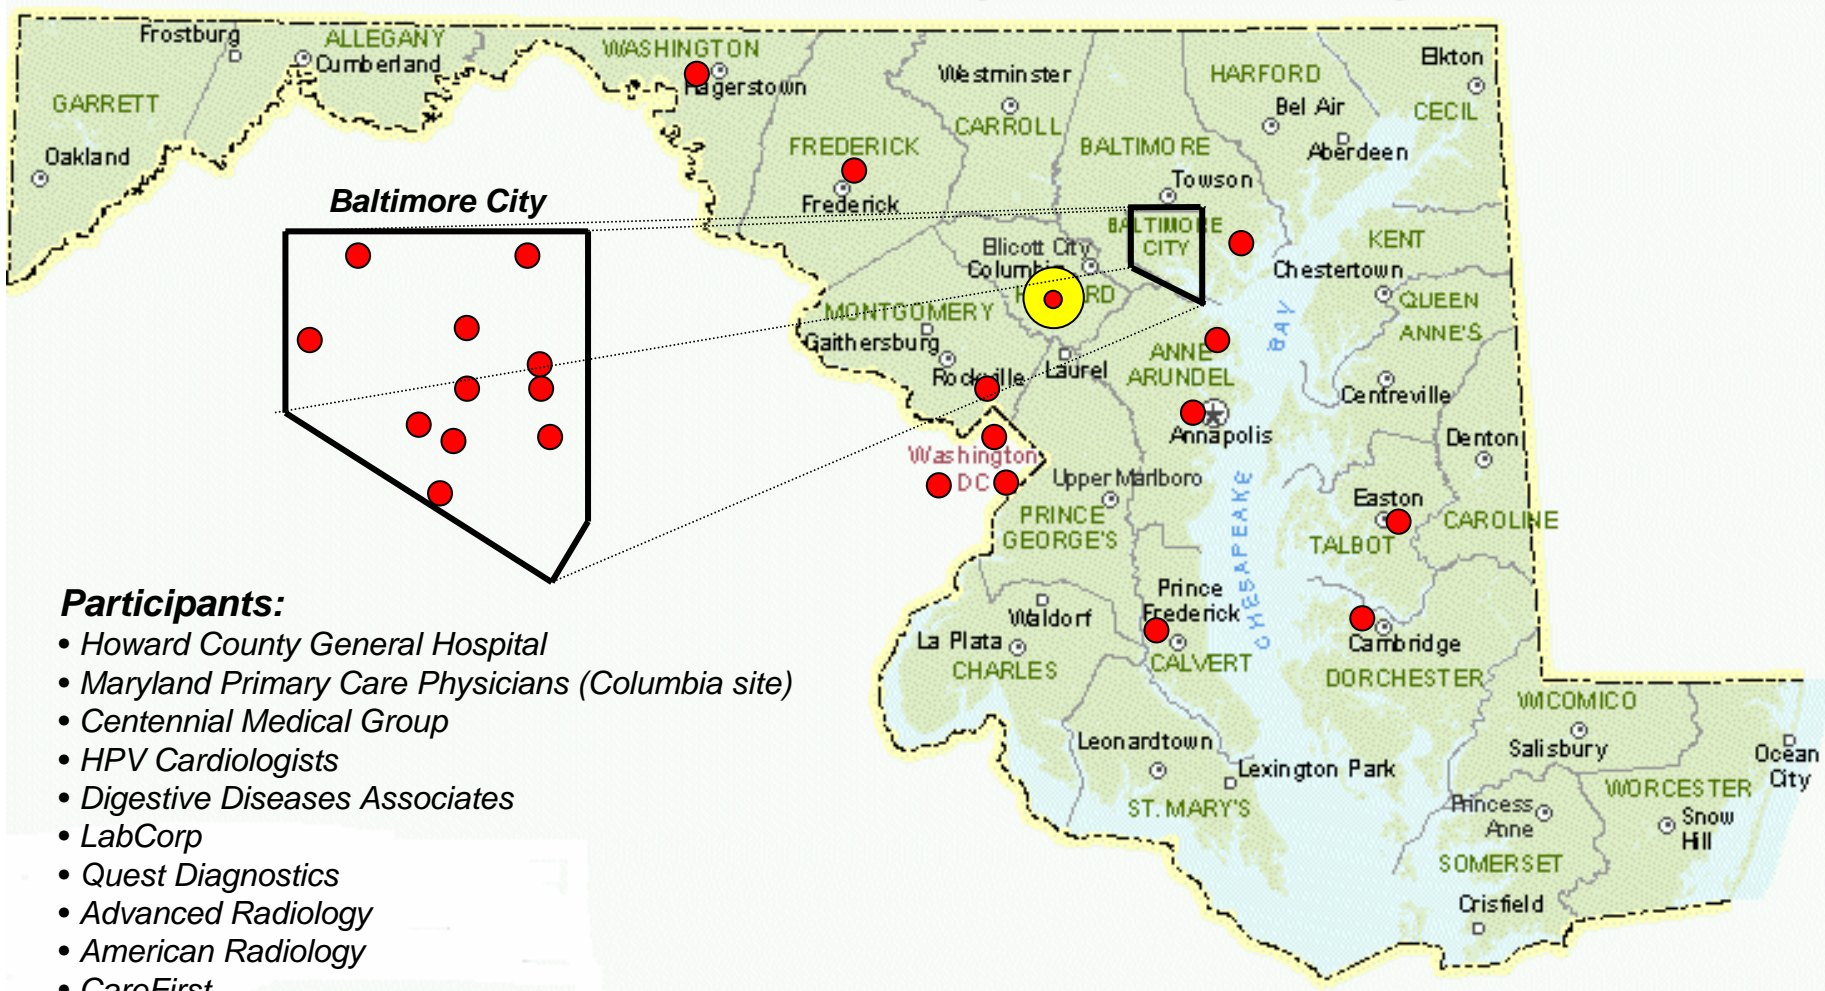 Frostburg
ALLEGANY
Cumberland
GARRETT
Oakland
WASHINGTON
Hagerstown
Westminster
CARROLL
FREDERICK
Frederick
BALTIMORE
Towson
HARFORD
Bel Air
Aberdeen
Elkton
CECIL
Baltimore City
BALTIMORE
CITY
Ellicott City
Columbia
HOWARD
KENT
Chestertown
QUEEN
ANNE'S
MONTGOMERY
Gaithersburg
Rockville
Laurel
ANNE
ARUNDEL
Annapolis
CHESAPEAKE
BAY
Centreville
Denton
Washington
DC
Upper Marlboro
PRINCE
GEORGE'S
Easton
CAROLINE
TALBOT
Prince
Frederick
CALVERT
Waldorf
La Plata
CHARLES
Cambridge
DORCHESTER
WICOMICO
Salisbury
Ocean
City
Leonardtown
Lexington Park
ST. MARY'S
WORCESTER
Snow
Hill
Princess
Anne
SOMERSET
Crisfield
Participants:
• Howard County General Hospital
• Maryland Primary Care Physicians (Columbia site)
• Centennial Medical Group
• HPV Cardiologists
• Digestive Diseases Associates
• LabCorp
• Quest Diagnostics
• Advanced Radiology
• American Radiology
• CareFirst